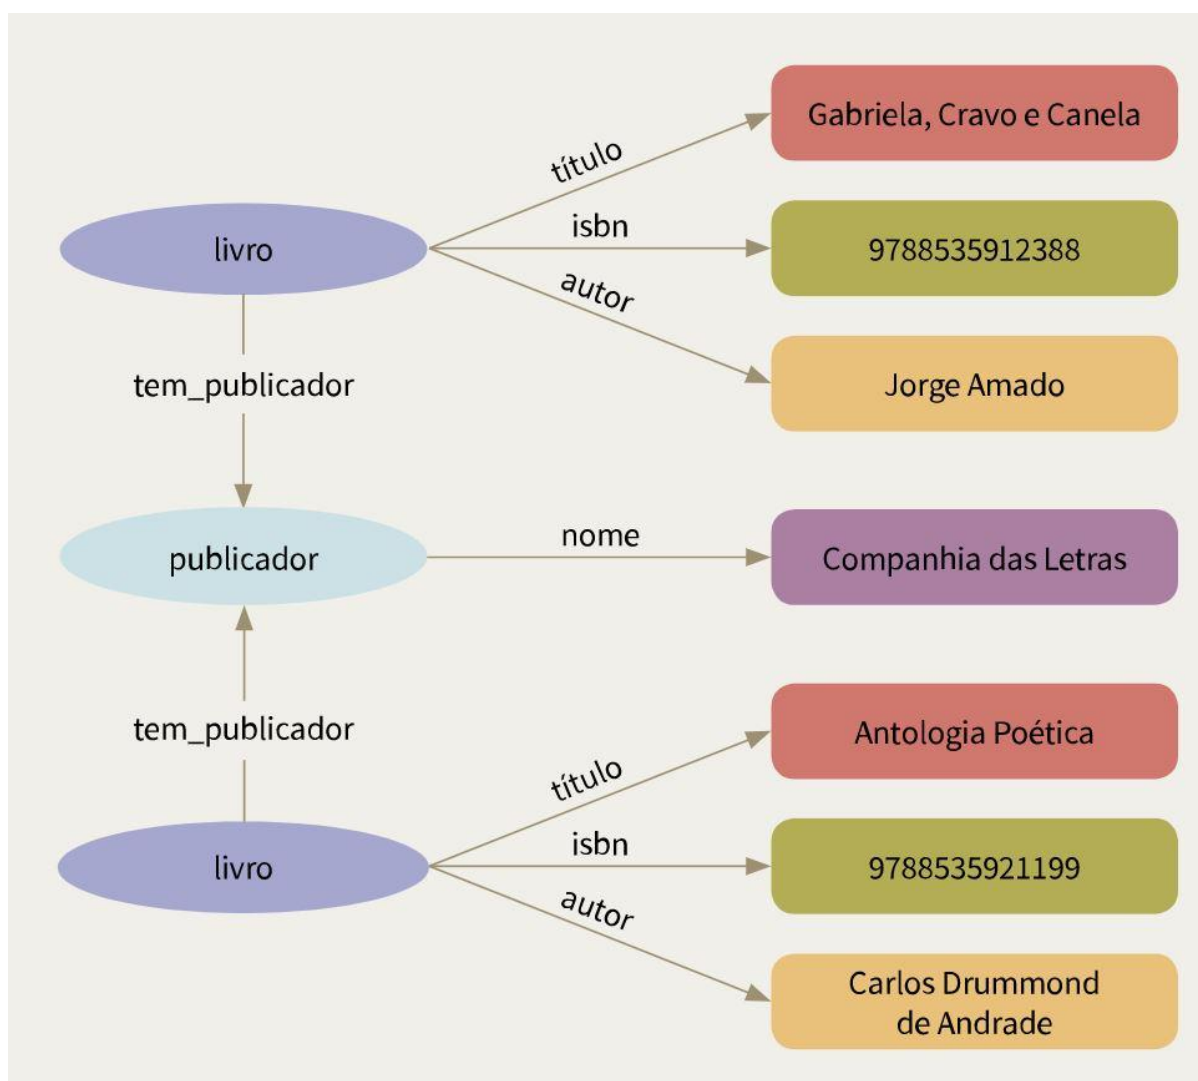 Gabriela, Cravo e Canela
título
isbn
livro
9788535912388
autor
tem_publicador
Jorge Amado
nome
publicador
Companhia das Letras
tem_publicador
Antologia Poética
título
isbn
livro
9788535921199
autor
Carlos Drummond
de Andrade